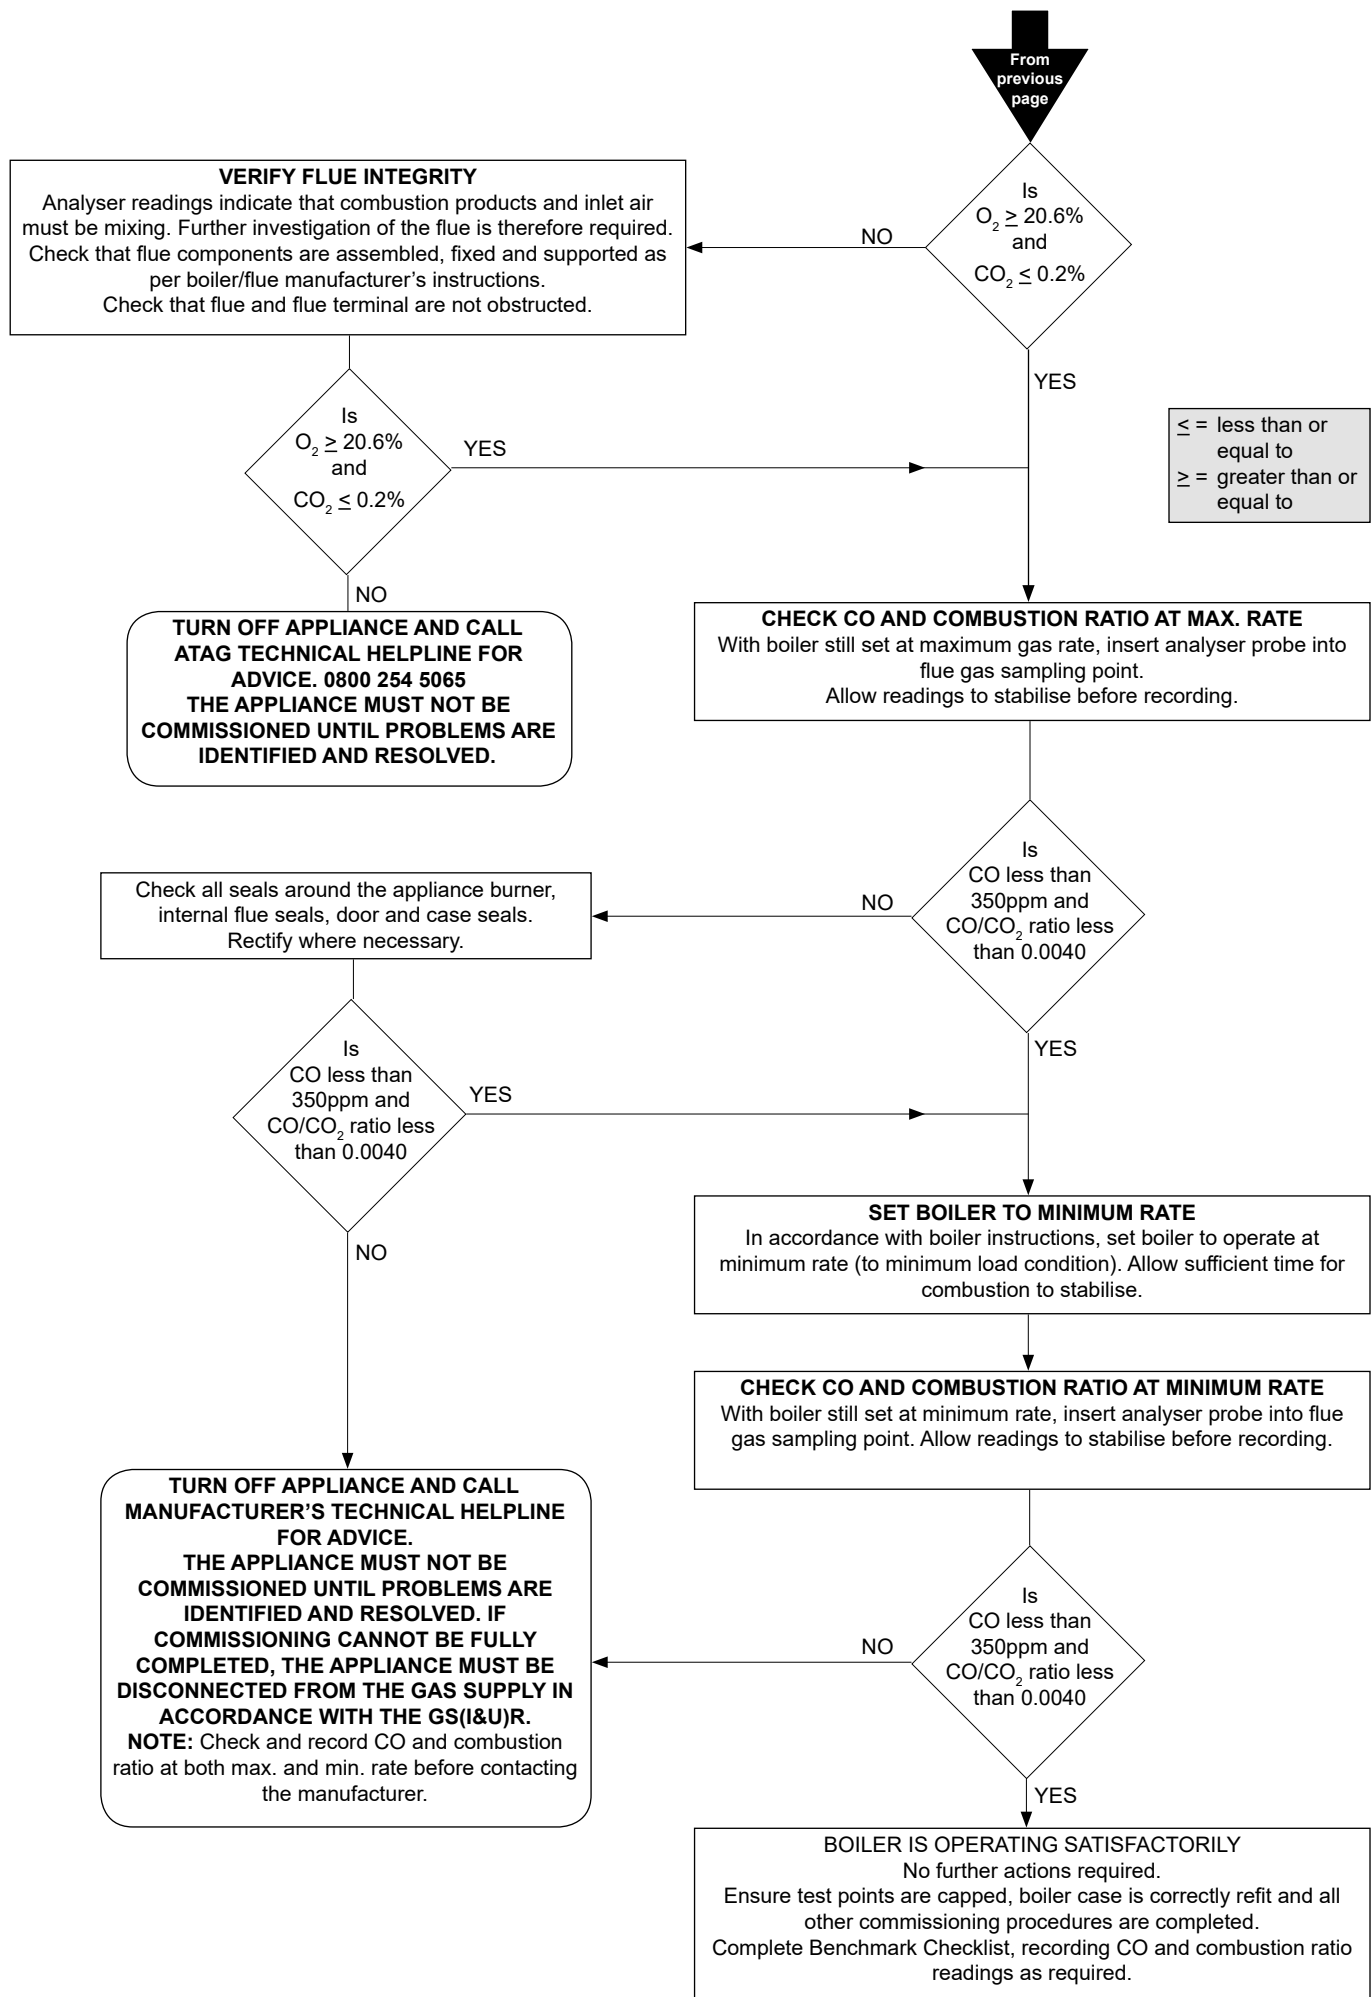 From
previous
page
Is
O₂ ≥ 20.6%
and
CO₂ ≤ 0.2%
NO
YES
VERIFY FLUE INTEGRITY
Analyser readings indicate that combustion products and inlet air
must be mixing. Further investigation of the flue is therefore required.
Check that flue components are assembled, fixed and supported as
per boiler/flue manufacturer’s instructions.
Check that flue and flue terminal are not obstructed.
Is
O₂ ≥ 20.6%
and
CO₂ ≤ 0.2%
YES
NO
≤ = less than or
equal to
≥ = greater than or
equal to
TURN OFF APPLIANCE AND CALL
ATAG TECHNICAL HELPLINE FOR
ADVICE. 0800 254 5065
THE APPLIANCE MUST NOT BE
COMMISSIONED UNTIL PROBLEMS ARE
IDENTIFIED AND RESOLVED.
CHECK CO AND COMBUSTION RATIO AT MAX. RATE
With boiler still set at maximum gas rate, insert analyser probe into
flue gas sampling point.
Allow readings to stabilise before recording.
Is
CO less than
350ppm and
CO/CO₂ ratio less
than 0.0040
NO
YES
Check all seals around the appliance burner,
internal flue seals, door and case seals.
Rectify where necessary.
Is
CO less than
350ppm and
CO/CO₂ ratio less
than 0.0040
YES
NO
SET BOILER TO MINIMUM RATE
In accordance with boiler instructions, set boiler to operate at
minimum rate (to minimum load condition). Allow sufficient time for
combustion to stabilise.
CHECK CO AND COMBUSTION RATIO AT MINIMUM RATE
With boiler still set at minimum rate, insert analyser probe into flue
gas sampling point. Allow readings to stabilise before recording.
TURN OFF APPLIANCE AND CALL
MANUFACTURER’S TECHNICAL HELPLINE
FOR ADVICE.
THE APPLIANCE MUST NOT BE
COMMISSIONED UNTIL PROBLEMS ARE
IDENTIFIED AND RESOLVED. IF
COMMISSIONING CANNOT BE FULLY
COMPLETED, THE APPLIANCE MUST BE
DISCONNECTED FROM THE GAS SUPPLY IN
ACCORDANCE WITH THE GS(I&U)R.
NOTE: Check and record CO and combustion
ratio at both max. and min. rate before contacting
the manufacturer.
Is
CO less than
350ppm and
CO/CO₂ ratio less
than 0.0040
NO
YES
BOILER IS OPERATING SATISFACTORILY
No further actions required.
Ensure test points are capped, boiler case is correctly refit and all
other commissioning procedures are completed.
Complete Benchmark Checklist, recording CO and combustion ratio
readings as required.